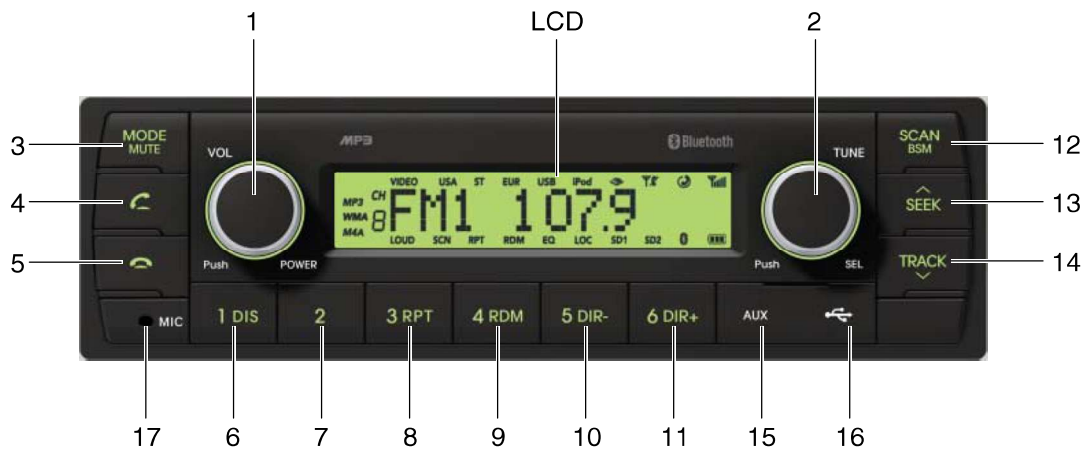 1 LCD 2
3 MODE MUTE
VOL MP3 Bluetooth TUNE
SCAN BSM 12
VIDEO USA ST EUR USB iPod
4 MP3 WMA M4A CH 8 FM1 107.9 SEEK 13
LOUD SCN RPT RDM EQ LOC SD1 SD2
5 Push POWER Push SEL TRACK 14
MIC 1 DIS 2 3 RPT 4 RDM 5 DIR- 6 DIR+ AUX
17 6 7 8 9 10 11 15 16